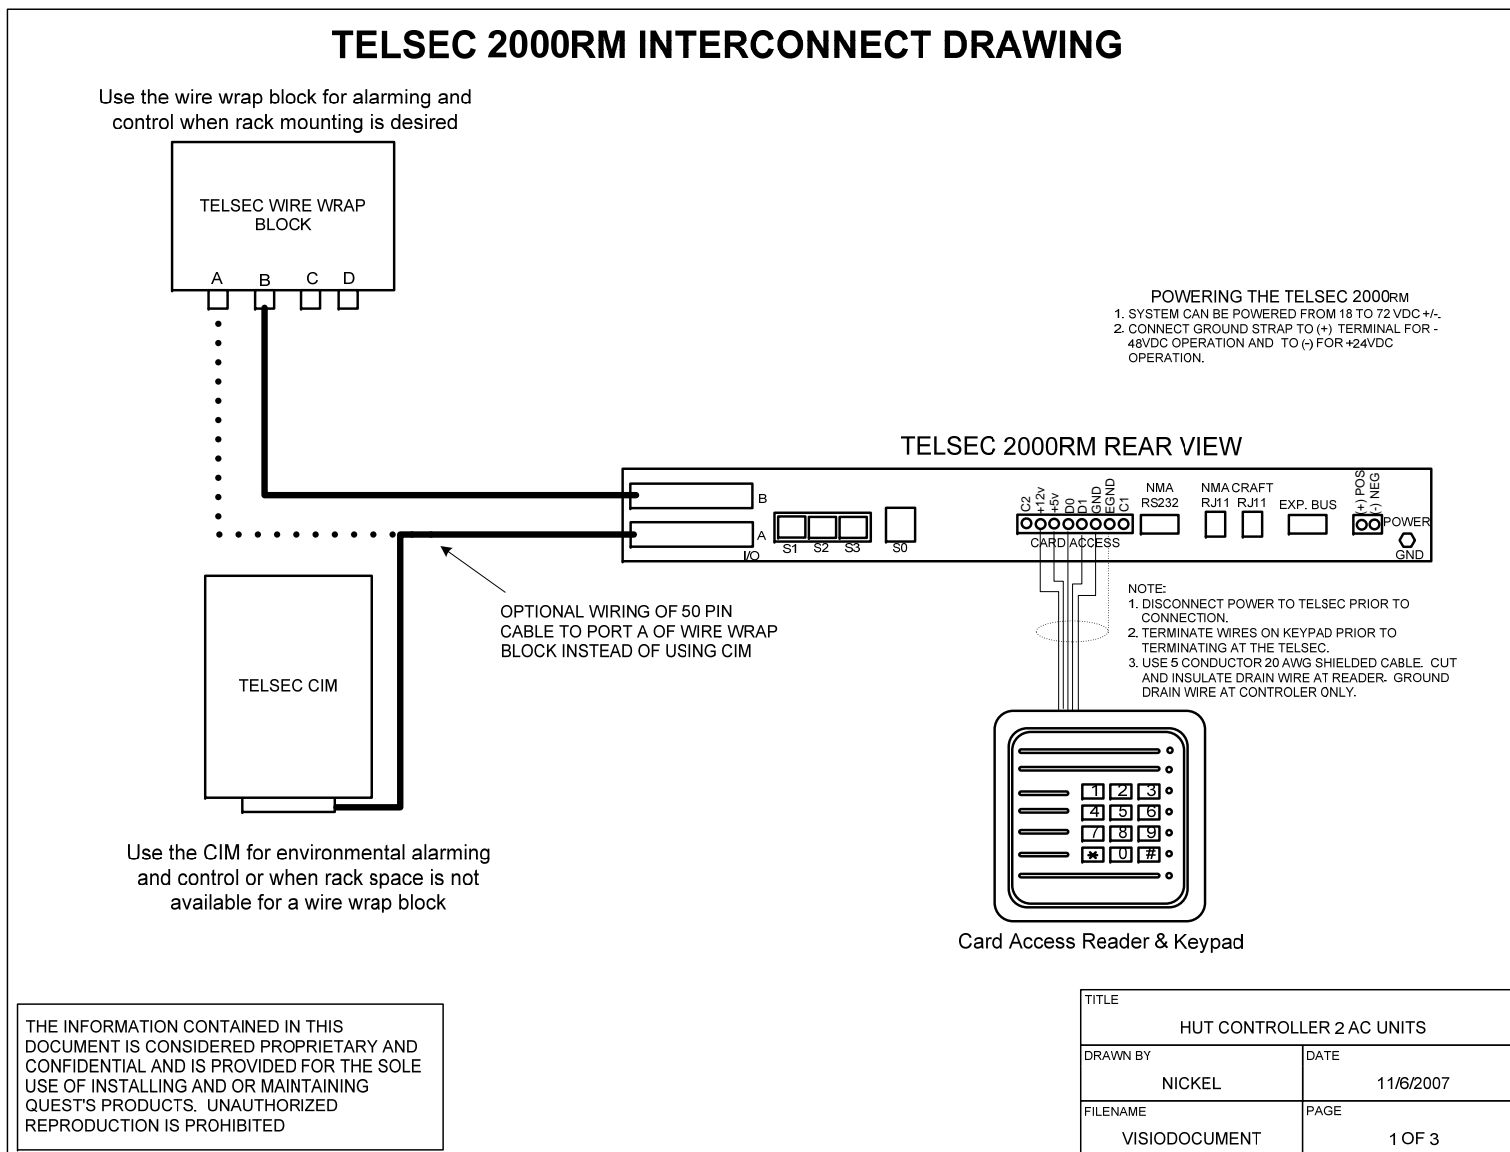 TELSEC 2000RM INTERCONNECT DRAWING
Use the wire wrap block for alarming and
control when rack mounting is desired
TELSEC WIRE WRAP
BLOCK
A B C D
POWERING THE TELSEC 2000RM
1. SYSTEM CAN BE POWERED FROM 18 TO 72 VDC +/-.
2. CONNECT GROUND STRAP TO (+) TERMINAL FOR -
48VDC OPERATION AND TO (-) FOR +24VDC
OPERATION.
TELSEC 2000RM REAR VIEW
B
A
I/O
S1 S2 S3
S0
C2
+12v
+5v
D0
D1
GND
EGND
C1
CARD ACCESS
NMA
RS232
NMA CRAFT
RJ11 RJ11
EXP. BUS
(+) POS
(-) NEG
POWER
GND
OPTIONAL WIRING OF 50 PIN
CABLE TO PORT A OF WIRE WRAP
BLOCK INSTEAD OF USING CIM
NOTE:
1. DISCONNECT POWER TO TELSEC PRIOR TO
CONNECTION.
2. TERMINATE WIRES ON KEYPAD PRIOR TO
TERMINATING AT THE TELSEC.
3. USE 5 CONDUCTOR 20 AWG SHIELDED CABLE. CUT
AND INSULATE DRAIN WIRE AT READER. GROUND
DRAIN WIRE AT CONTROLER ONLY.
TELSEC CIM
Use the CIM for environmental alarming
and control or when rack space is not
available for a wire wrap block
1 2 3
4 5 6
7 8 9
* 0 #
Card Access Reader & Keypad
THE INFORMATION CONTAINED IN THIS
DOCUMENT IS CONSIDERED PROPRIETARY AND
CONFIDENTIAL AND IS PROVIDED FOR THE SOLE
USE OF INSTALLING AND OR MAINTAINING
QUEST'S PRODUCTS. UNAUTHORIZED
REPRODUCTION IS PROHIBITED
TITLE
HUT CONTROLLER 2 AC UNITS
DRAWN BY
NICKEL
DATE
11/6/2007
FILENAME
VISIODOCUMENT
PAGE
1 OF 3